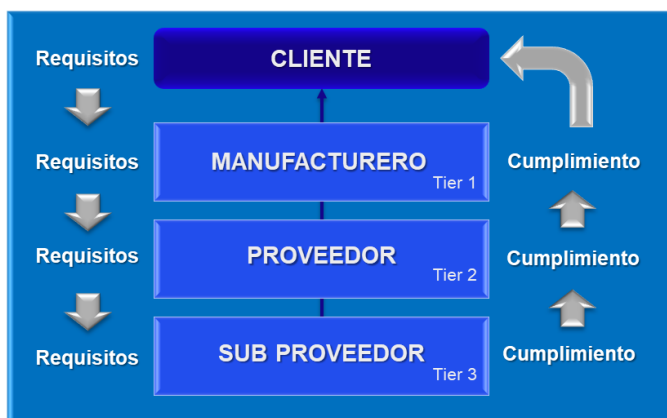 Requisitos
CLIENTE
Requisitos
MANUFACTURERO
Tier 1
Cumplimiento
Requisitos
PROVEEDOR
Tier 2
Cumplimiento
Requisitos
SUB PROVEEDOR
Tier 3
Cumplimiento